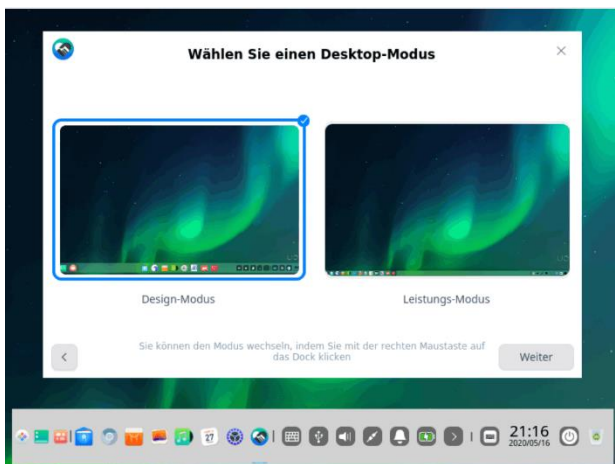 Wählen Sie einen Desktop-Modus
Design-Modus
Leistungs-Modus
Sie können den Modus wechseln, indem Sie mit der rechten Maustaste auf
das Dock klicken
Weiter
27
21:16
2020/05/16